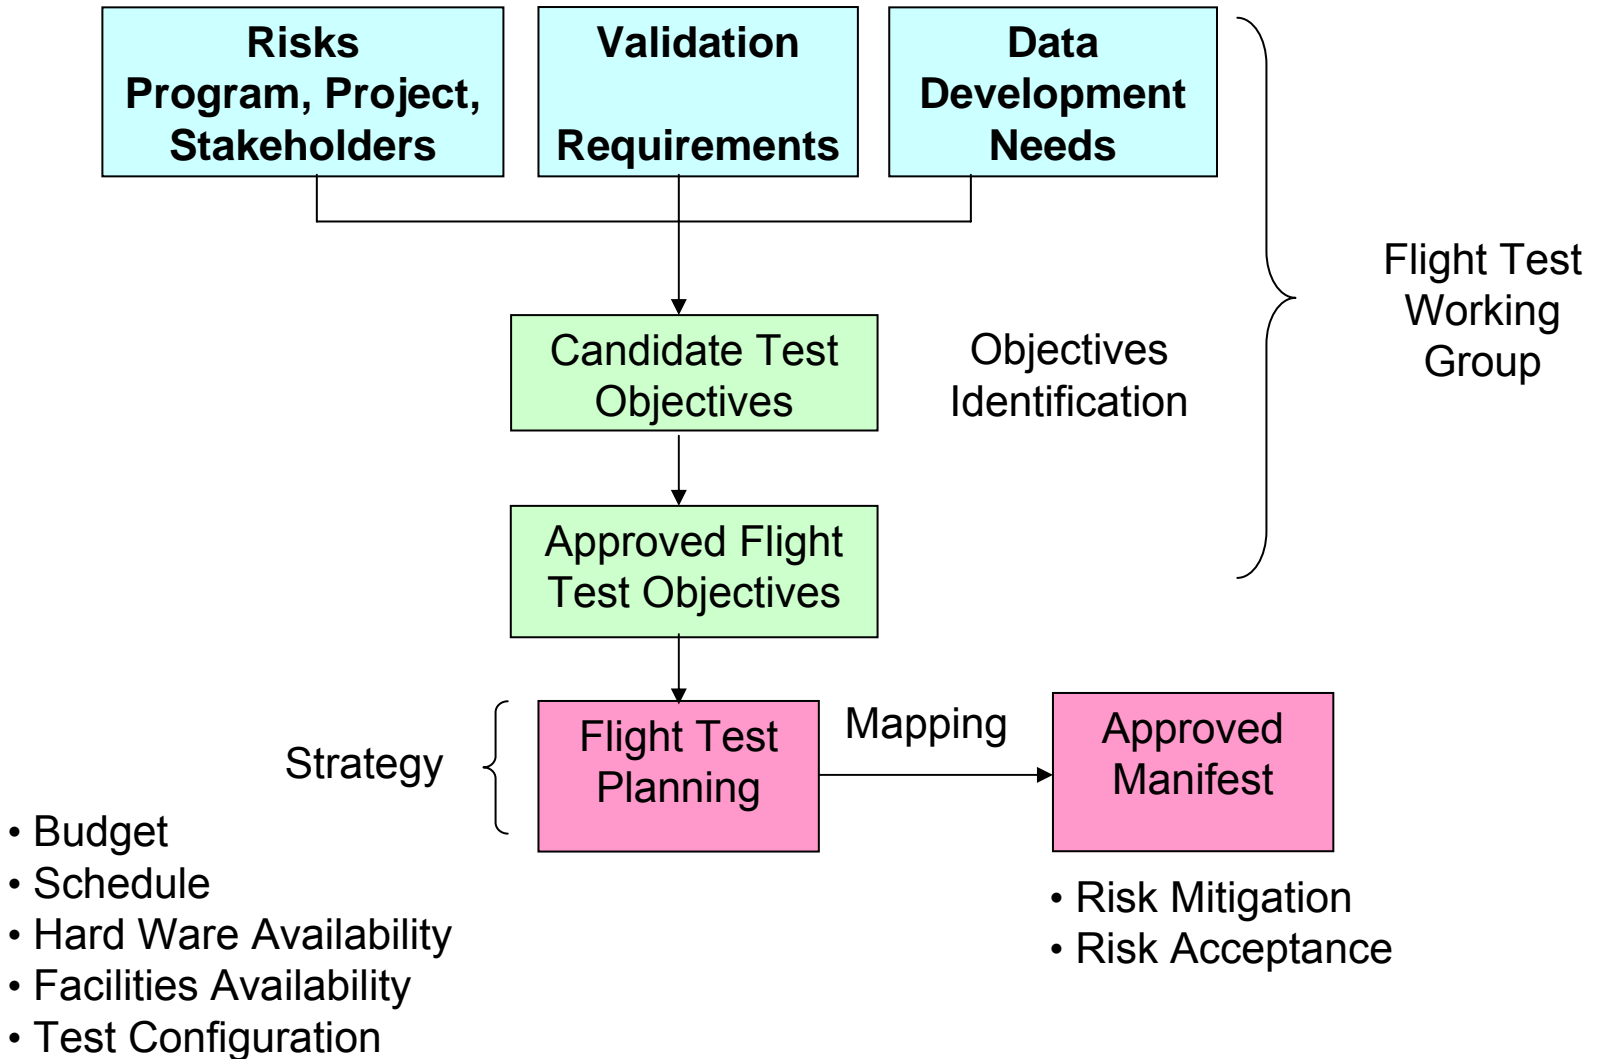 Risks
Program, Project,
Stakeholders
Validation
Requirements
Data
Development
Needs
Flight Test
Working
Group
Candidate Test
Objectives
Objectives
Identification
Approved Flight
Test Objectives
Strategy
Flight Test
Planning
Mapping
Approved
Manifest
• Budget
• Schedule
• Hard Ware Availability
• Facilities Availability
• Test Configuration
• Risk Mitigation
• Risk Acceptance